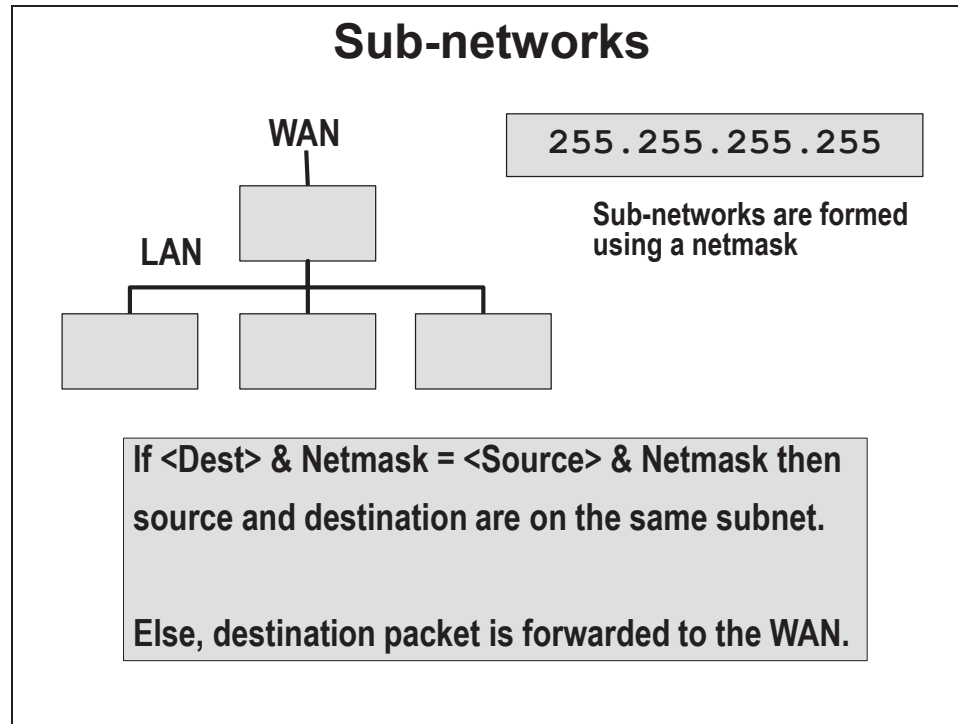 Sub-networks
WAN
255.255.255.255
Sub-networks are formed
using a netmask
LAN
If <Dest> & Netmask = <Source> & Netmask then
source and destination are on the same subnet.
Else, destination packet is forwarded to the WAN.